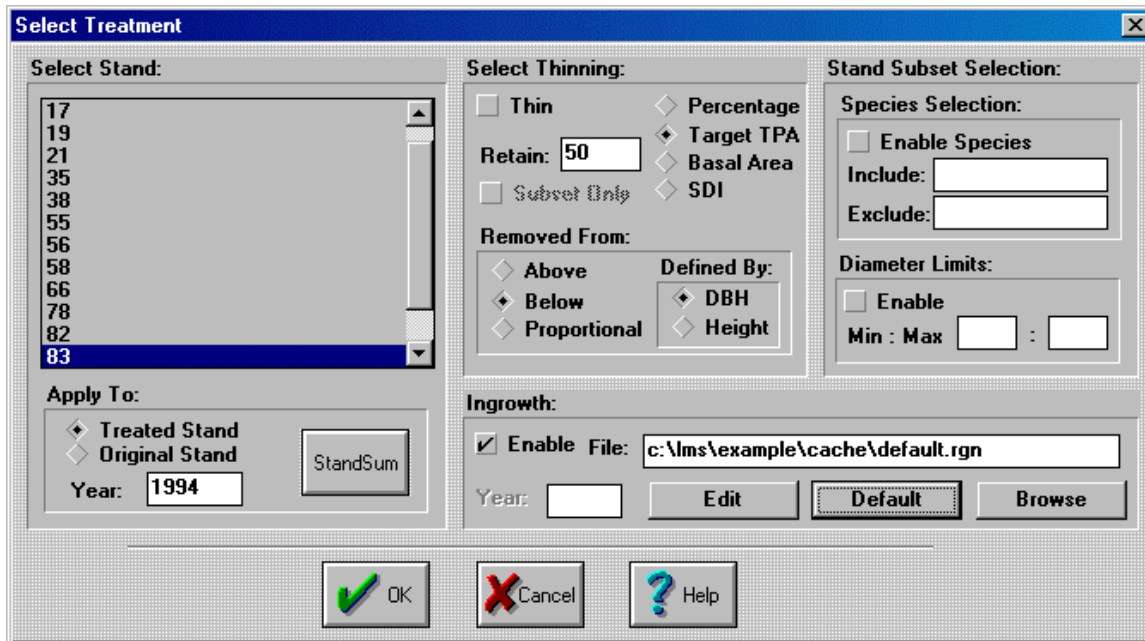 Select Treatment
Select Stand:
17
19
21
35
38
55
56
58
66
78
82
83
Apply To:
Treated Stand
Original Stand
Year: 1994
StandSum
Select Thinning:
Thin
Retain: 50
Subset Only
Percentage
Target TPA
Basal Area
SDI
Removed From:
Above
Below
Proportional
Defined By:
DBH
Height
Stand Subset Selection:
Species Selection:
Enable Species
Include:
Exclude:
Diameter Limits:
Enable
Min : Max :
Ingrowth:
Enable File: c:\lms\example\cache\default.rgn
Year: Edit Default Browse
OK Cancel Help